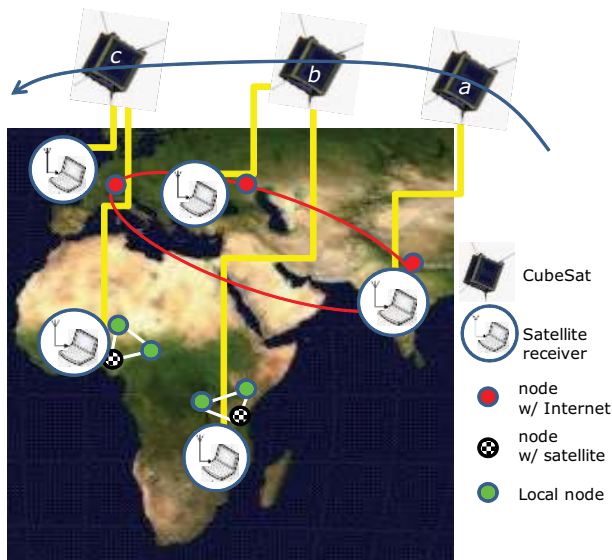 c
b
a
CubeSat
Satellite
receiver
node
w/ Internet
node
w/ satellite
Local node